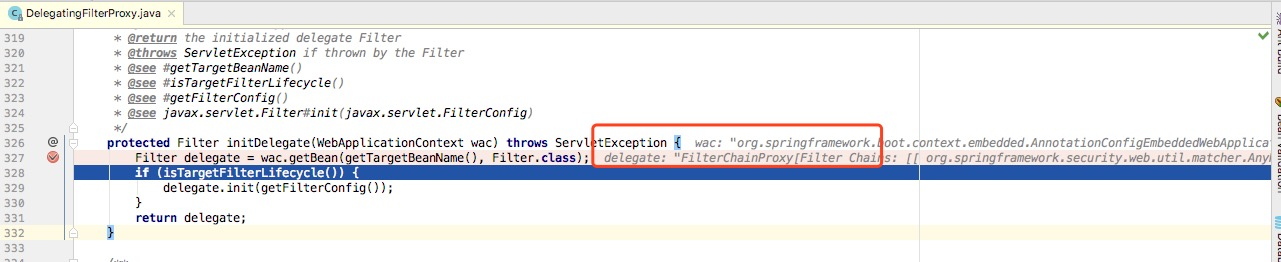 DelegatingFilterProxy.java
319 * @return the initialized delegate Filter
320 * @throws ServletException if thrown by the Filter
321 * @see #getTargetBeanName()
322 * @see #isTargetFilterLifecycle()
323 * @see #getFilterConfig()
324 * @see javax.servlet.Filter#init(javax.servlet.FilterConfig)
325 */
326 @ protected Filter initDelegate(WebApplicationContext wac) throws ServletException { wac: "org.springframework.boot.context.embedded.AnnotationConfigEmbeddedWebApplicat
327 Filter delegate = wac.getBean(getTargetBeanName(), Filter.class); delegate: "FilterChainProxy[Filter Chains: [[ org.springframework.security.web.util.matcher.Any
328 if (isTargetFilterLifecycle()) {
329 delegate.init(getFilterConfig());
330 }
331 return delegate;
332 }
333
Ant Build
Bean Validation